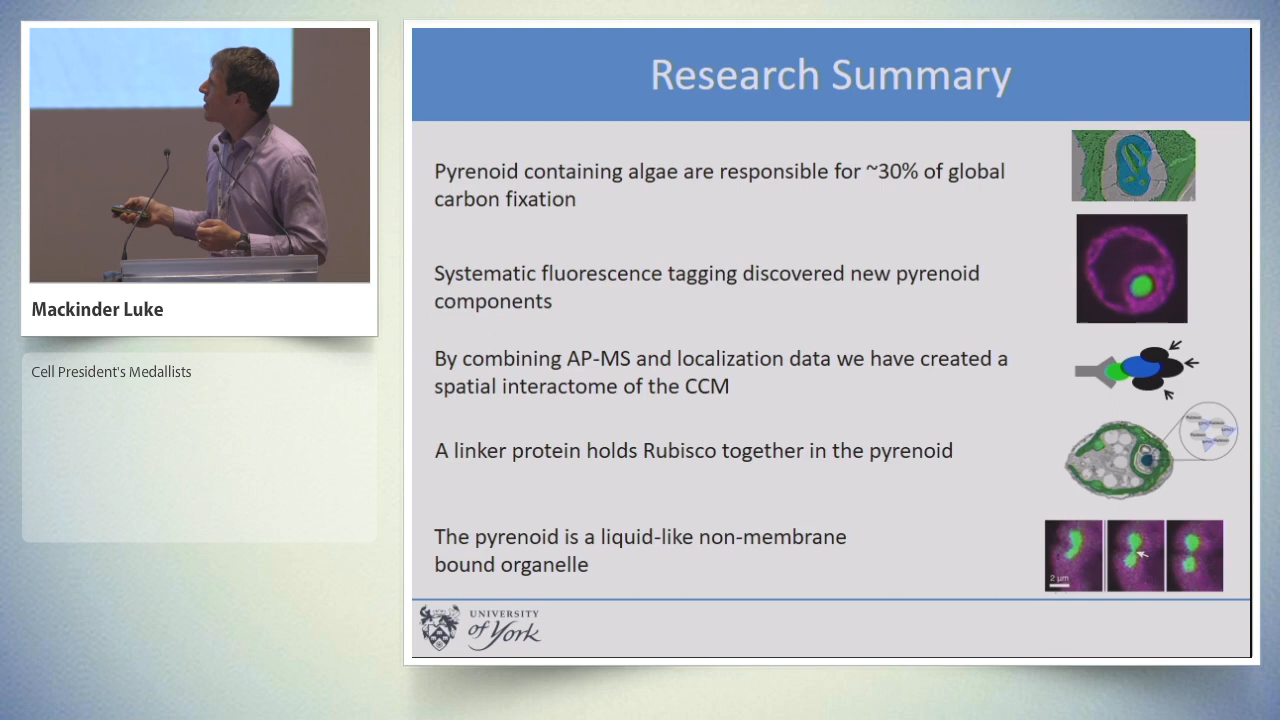 Research Summary
Pyrenoid containing algae are responsible for ~30% of global
carbon fixation
Systematic fluorescence tagging discovered new pyrenoid
components
By combining AP-MS and localization data we have created a
spatial interactome of the CCM
A linker protein holds Rubisco together in the pyrenoid
The pyrenoid is a liquid-like non-membrane
bound organelle
2 µm
UNIVERSITY
of York
Mackinder Luke
Cell President's Medallists